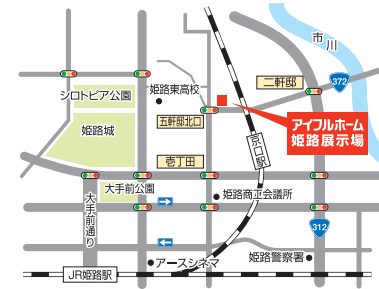 市川
372
二軒邸
シロトピア公園
姫路東高校
五軒邸北口
アイフルホーム
姫路展示場
姫路城
京口駅
壱丁田
大手前公園
大手前通り
姫路商工会議所
312
アースシネマ
姫路警察署
JR姫路駅